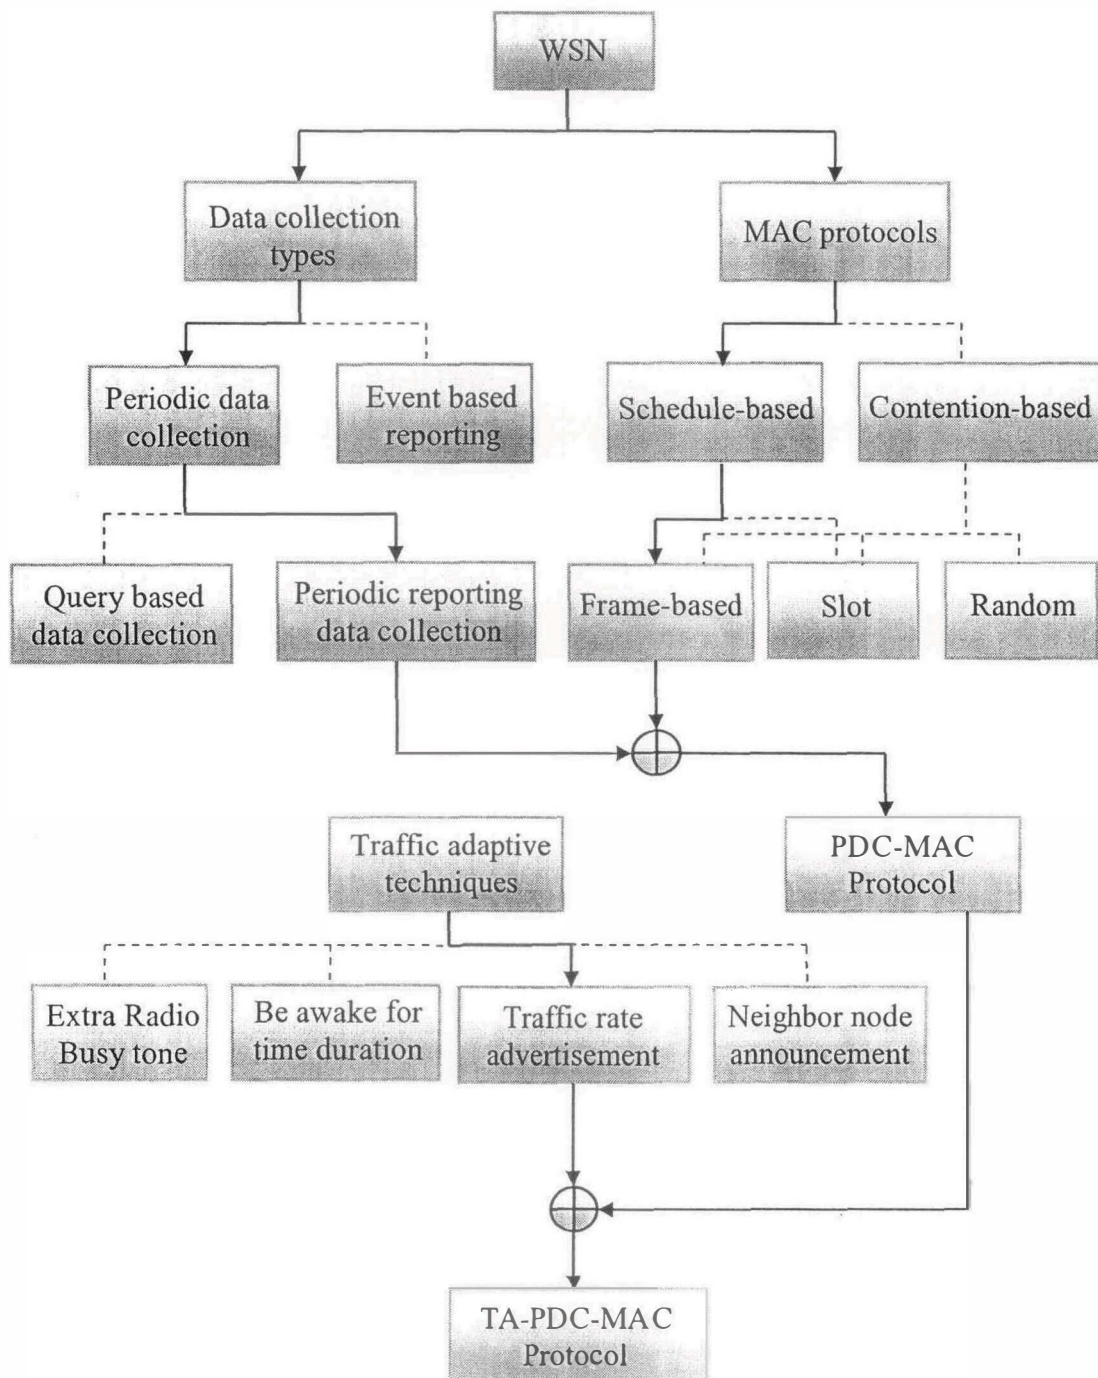 WSN
Data collection
types
MAC protocols
Periodic data
collection
Event based
reporting
Schedule-based
Contention-based
Query based
data collection
Periodic reporting
data collection
Frame-based
Slot
Random
Traffic adaptive
techniques
PDC-MAC
Protocol
Extra Radio
Busy tone
Be awake for
time duration
Traffic rate
advertisement
Neighbor node
announcement
TA-PDC-MAC
Protocol